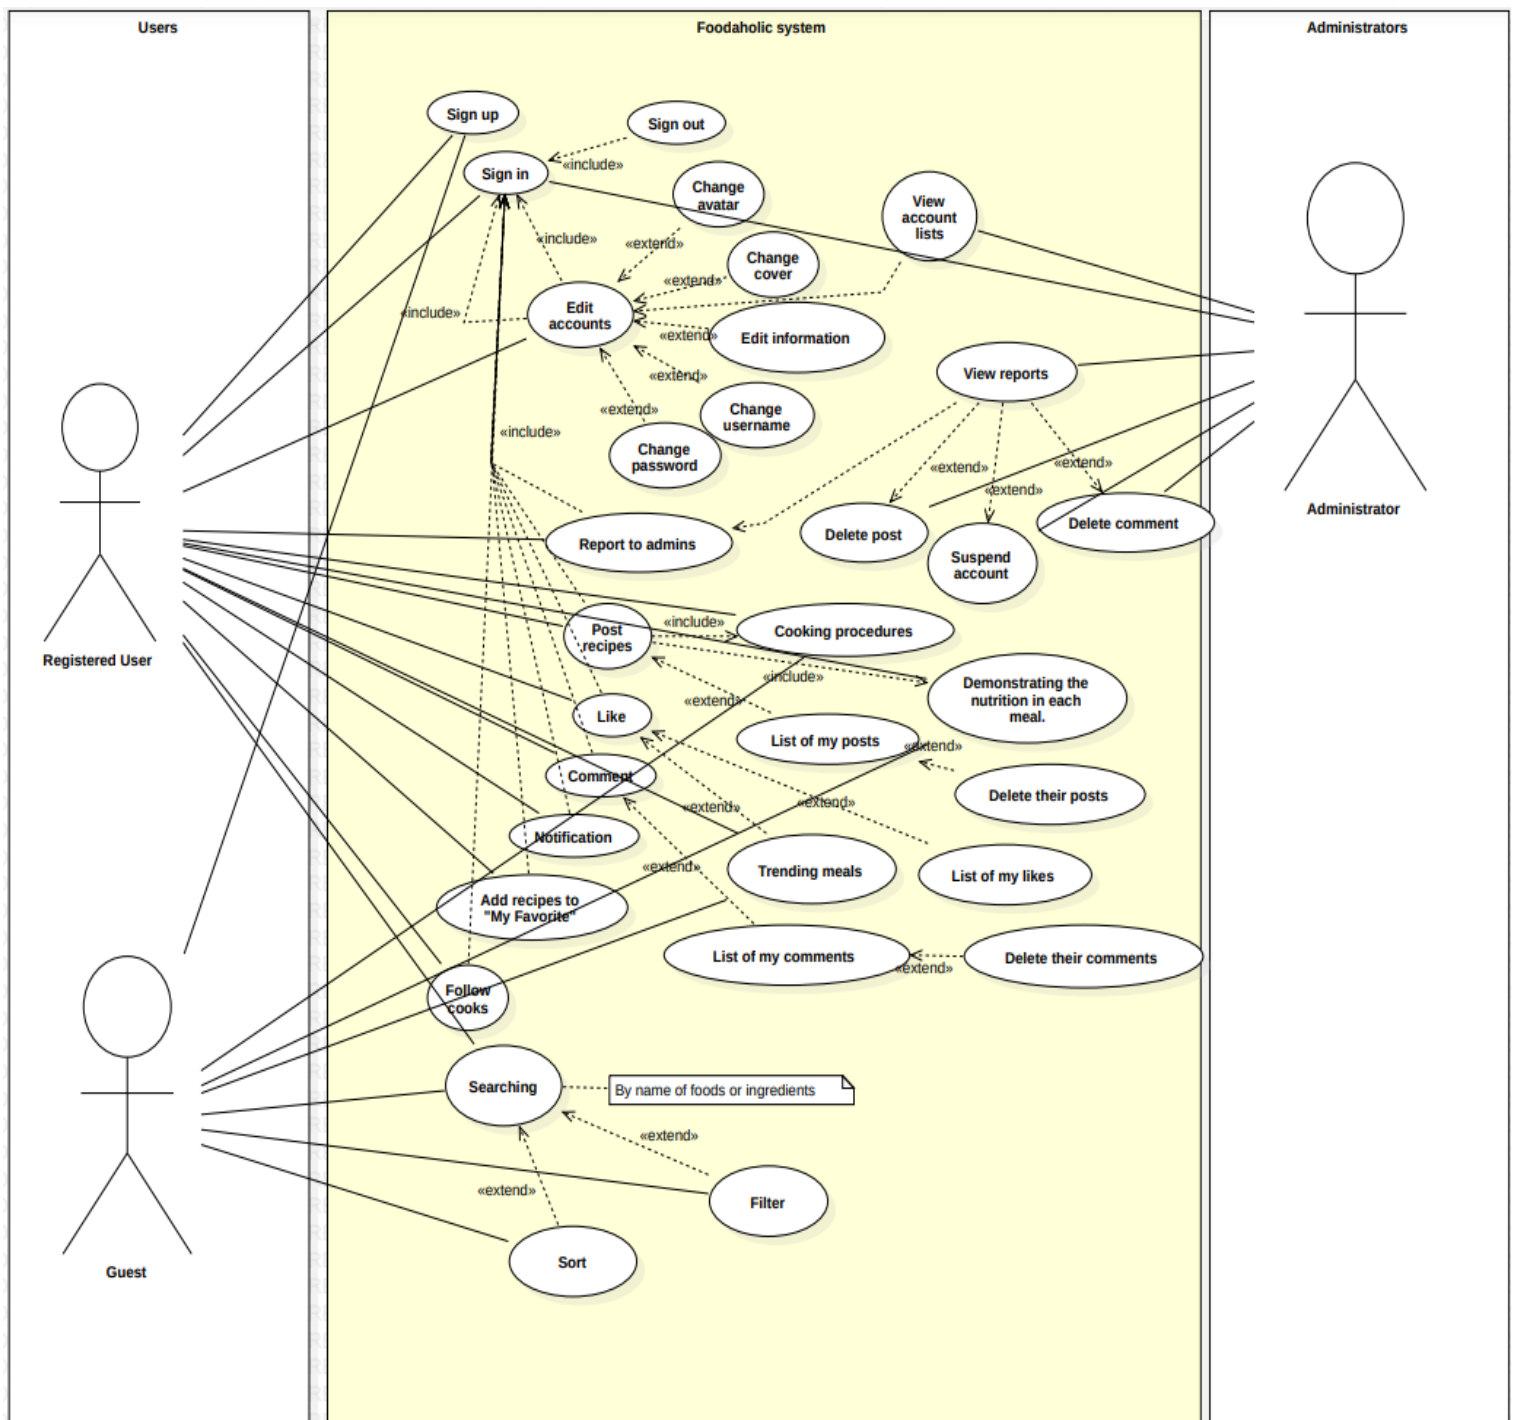 Users
Foodaholic system
Administrators
Sign up
Sign out
«include»
Sign in
Change
avatar
View
account
lists
«include»
«extend»
Change
cover
«extend»
Edit
accounts
«include»
«extend»
Edit information
View reports
«extend»
«extend»
Change
username
«include»
Change
password
«extend»
«extend»
«extend»
Delete post
Delete comment
Administrator
Report to admins
Suspend
account
Registered User
Post
recipes
«include»
Cooking procedures
«include»
Demonstrating the
nutrition in each
meal.
«extend»
Like
List of my posts
«extend»
Comment
Delete their posts
«extend»
«extend»
Notification
«extend»
Trending meals
List of my likes
Add recipes to
"My Favorite"
List of my comments
«extend»
Delete their comments
Follow
cooks
Searching
By name of foods or ingredients
«extend»
«extend»
Filter
Sort
Guest